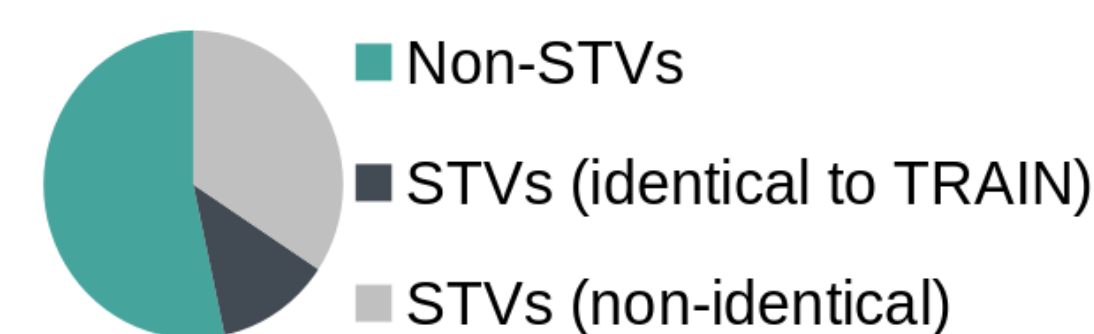 Non-STVs
STVs (identical to TRAIN)
STVs (non-identical)